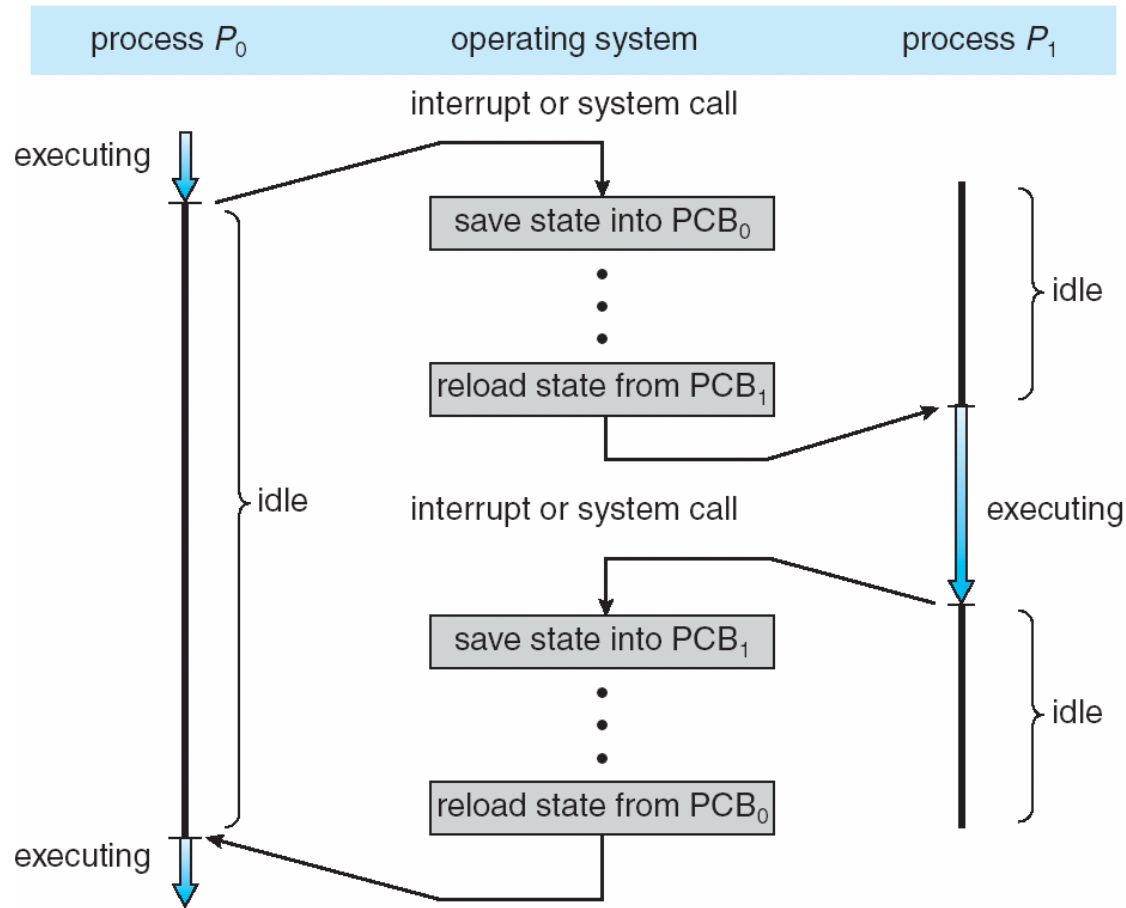 process P₀ operating system process P₁
interrupt or system call
executing
save state into PCB₀
idle
reload state from PCB₁
idle
interrupt or system call
executing
save state into PCB₁
idle
reload state from PCB₀
executing